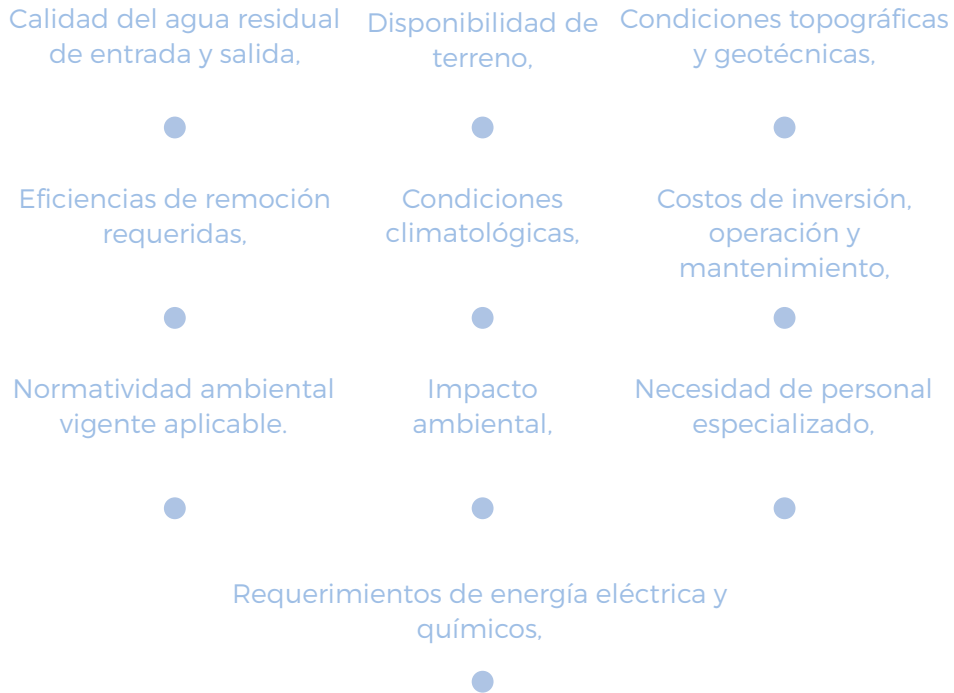 Calidad del agua residual
de entrada y salida,
Disponibilidad de
terreno,
Condiciones topográficas
y geotécnicas,
Eficiencias de remoción
requeridas,
Condiciones
climatológicas,
Costos de inversión,
operación y
mantenimiento,
Normatividad ambiental
vigente aplicable.
Impacto
ambiental,
Necesidad de personal
especializado,
Requerimientos de energía eléctrica y
químicos,